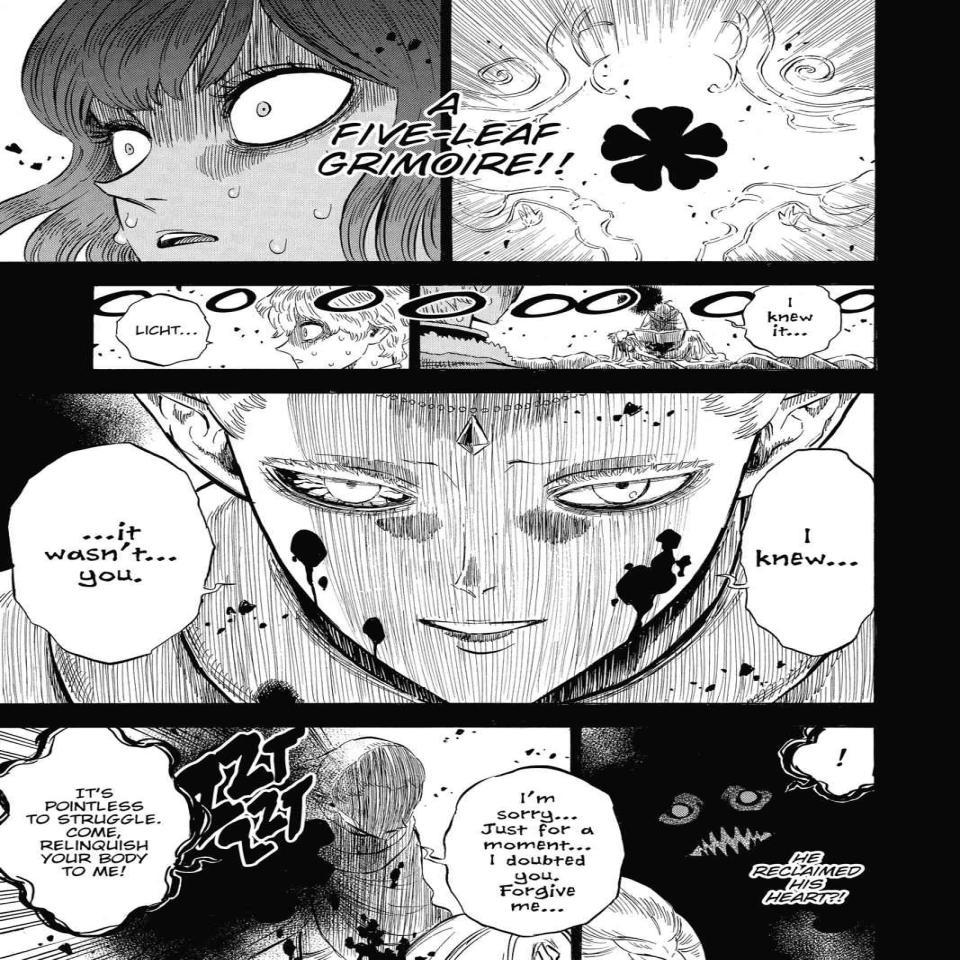 A
FIVE-LEAF
GRIMOIRE!!
I
knew
it...
LICHT...
I
knew...
...it
wasn't...
you.
!
HE
RECLAIMED
HIS
HEART?!
I'm
sorry...
Just for a
moment...
I doubted
you.
Forgive
me...
ZZT
ZZT
IT'S
POINTLESS
TO STRUGGLE.
COME,
RELINQUISH
YOUR BODY
TO ME!